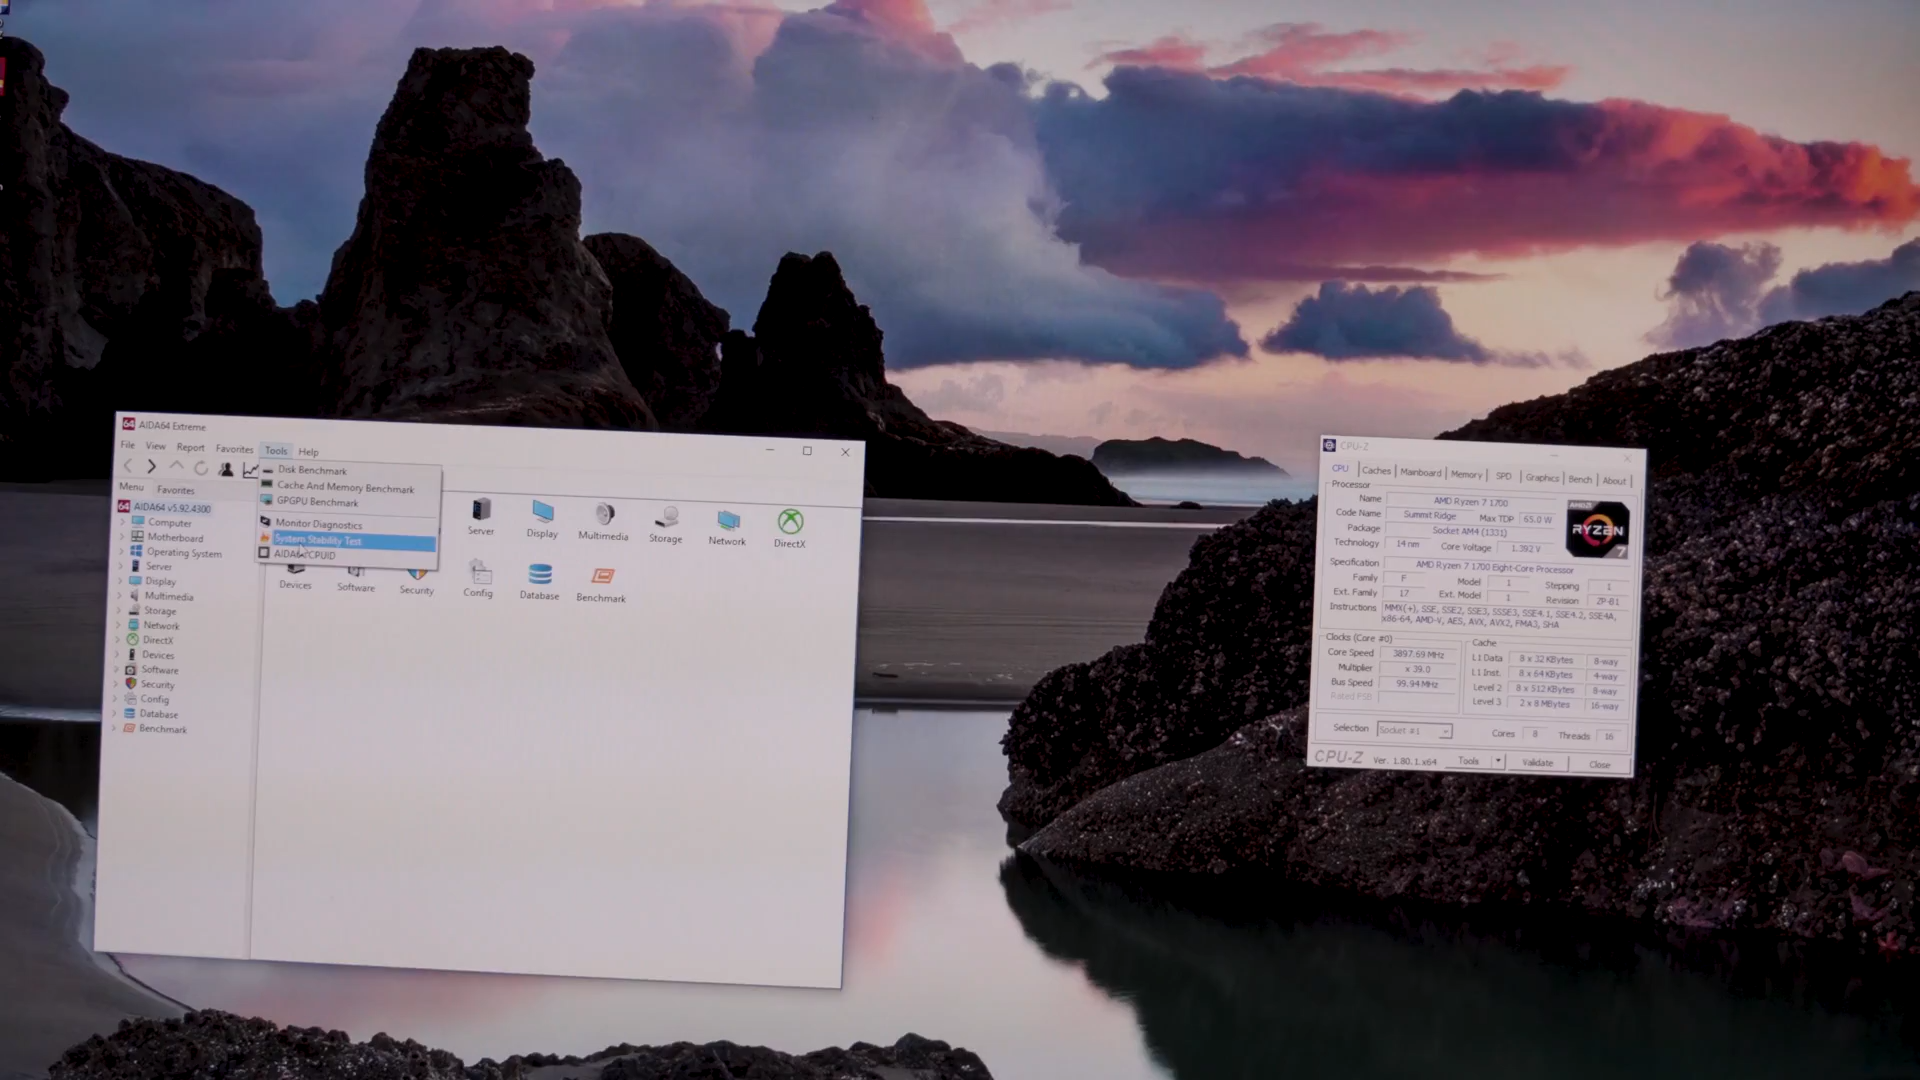 64 AIDA64 Extreme
File View Report Favorites Tools Help
Menu Favorites
64 AIDA64 v5.92.4300
Computer
Motherboard
Operating System
Server
Display
Multimedia
Storage
Network
DirectX
Devices
Software
Security
Config
Database
Benchmark
Disk Benchmark
Cache And Memory Benchmark
GPGPU Benchmark
Monitor Diagnostics
System Stability Test
AIDA64 CPUID
Server Display Multimedia Storage Network DirectX
Devices Software Security Config Database Benchmark
CPU-Z
CPU Caches Mainboard Memory SPD Graphics Bench About
Processor
Name AMD Ryzen 7 1700
Code Name Summit Ridge Max TDP 65.0 W
Package Socket AM4 (1331)
Technology 14 nm Core Voltage 1.392 V
AMD RYZEN 7
Specification AMD Ryzen 7 1700 Eight-Core Processor
Family F Model 1 Stepping 1
Ext. Family 17 Ext. Model 1 Revision ZP-B1
Instructions MMX(+), SSE, SSE2, SSE3, SSSE3, SSE4.1, SSE4.2, SSE4A,
x86-64, AMD-V, AES, AVX, AVX2, FMA3, SHA
Clocks (Core #0)
Core Speed 3897.69 MHz
Multiplier x 39.0
Bus Speed 99.94 MHz
Rated FSB
Cache
L1 Data 8 x 32 KBytes 8-way
L1 Inst. 8 x 64 KBytes 4-way
Level 2 8 x 512 KBytes 8-way
Level 3 2 x 8 MBytes 16-way
Selection Socket #1 Cores 8 Threads 16
CPU-Z Ver. 1.80.1.x64 Tools Validate Close